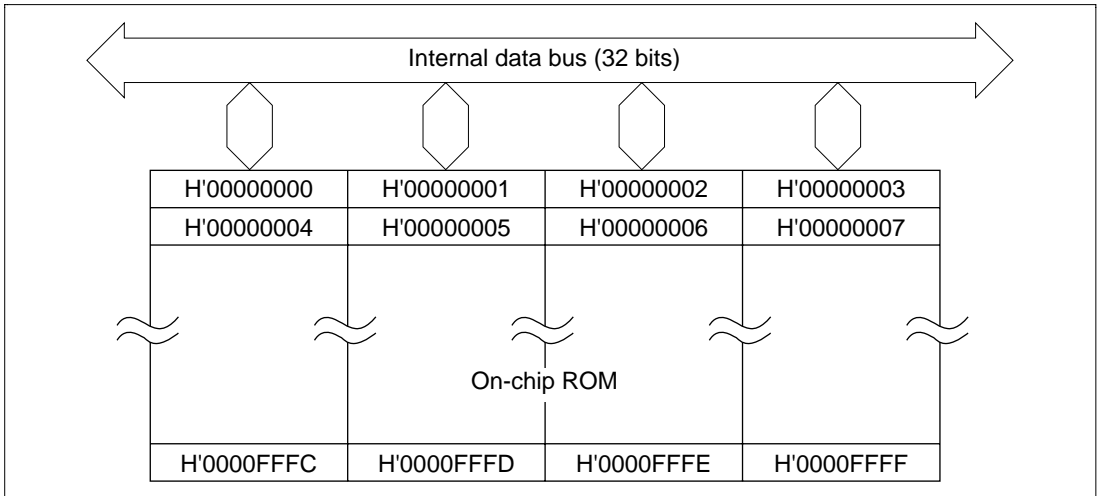 Internal data bus (32 bits)
H'00000000 H'00000001 H'00000002 H'00000003
H'00000004 H'00000005 H'00000006 H'00000007
On-chip ROM
H'0000FFFC H'0000FFFD H'0000FFFE H'0000FFFF